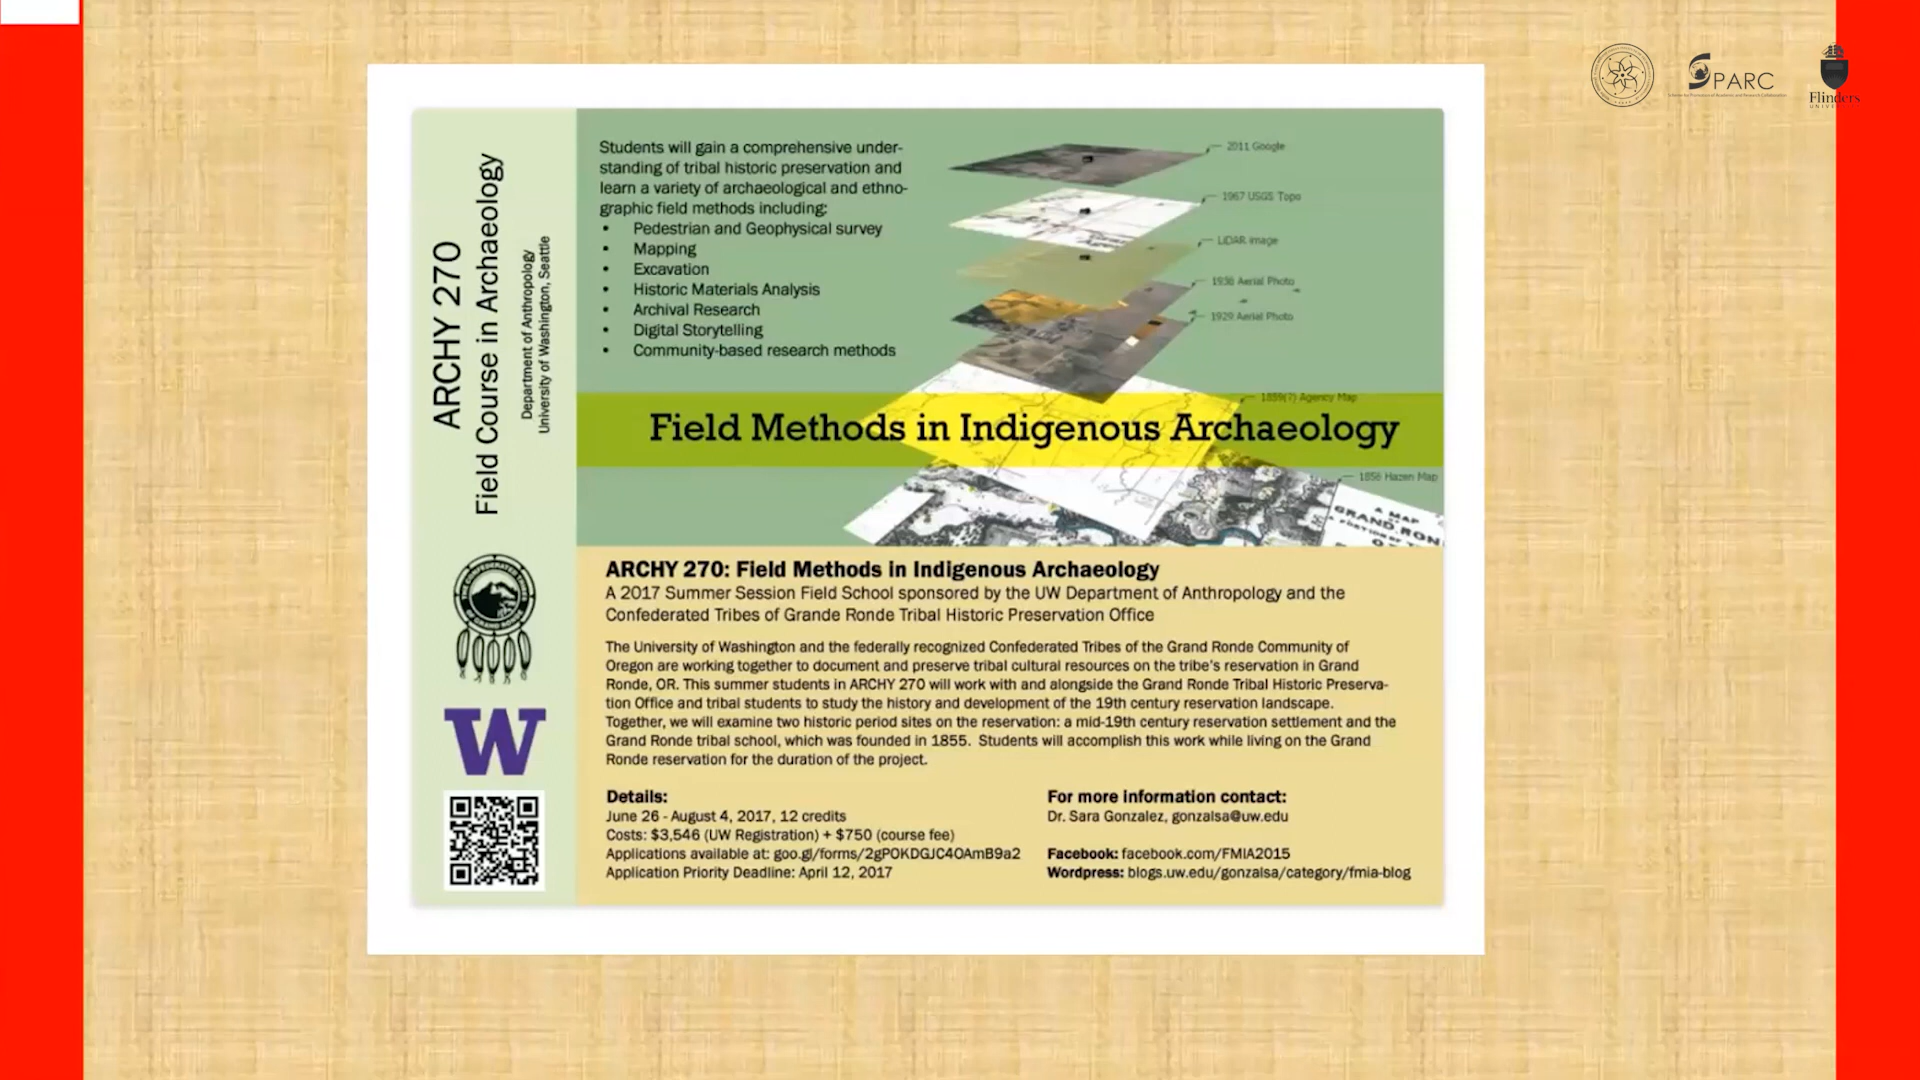 SPARC
Flinders
UNIVERSITY
ARCHY 270
Field Course in Archaeology
Department of Anthropology
University of Washington, Seattle
Students will gain a comprehensive under-
standing of tribal historic preservation and
learn a variety of archaeological and ethno-
graphic field methods including:
• Pedestrian and Geophysical survey
• Mapping
• Excavation
• Historic Materials Analysis
• Archival Research
• Digital Storytelling
• Community-based research methods
2011 Google
1967 USGS Topo
LiDAR image
1936 Aerial Photo
1929 Aerial Photo
1859(?) Agency Map
Field Methods in Indigenous Archaeology
1856 Hazen Map
A MAP
GRAND RON
W
ARCHY 270: Field Methods in Indigenous Archaeology
A 2017 Summer Session Field School sponsored by the UW Department of Anthropology and the
Confederated Tribes of Grande Ronde Tribal Historic Preservation Office
The University of Washington and the federally recognized Confederated Tribes of the Grand Ronde Community of
Oregon are working together to document and preserve tribal cultural resources on the tribe's reservation in Grand
Ronde, OR. This summer students in ARCHY 270 will work with and alongside the Grand Ronde Tribal Historic Preserva-
tion Office and tribal students to study the history and development of the 19th century reservation landscape.
Together, we will examine two historic period sites on the reservation: a mid-19th century reservation settlement and the
Grand Ronde tribal school, which was founded in 1855. Students will accomplish this work while living on the Grand
Ronde reservation for the duration of the project.
Details:
June 26 - August 4, 2017, 12 credits
Costs: $3,546 (UW Registration) + $750 (course fee)
Applications available at: goo.gl/forms/2gPOKDGJC4OAmB9a2
Application Priority Deadline: April 12, 2017
For more information contact:
Dr. Sara Gonzalez, gonzalsa@uw.edu
Facebook: facebook.com/FMIA2015
Wordpress: blogs.uw.edu/gonzalsa/category/fmia-blog